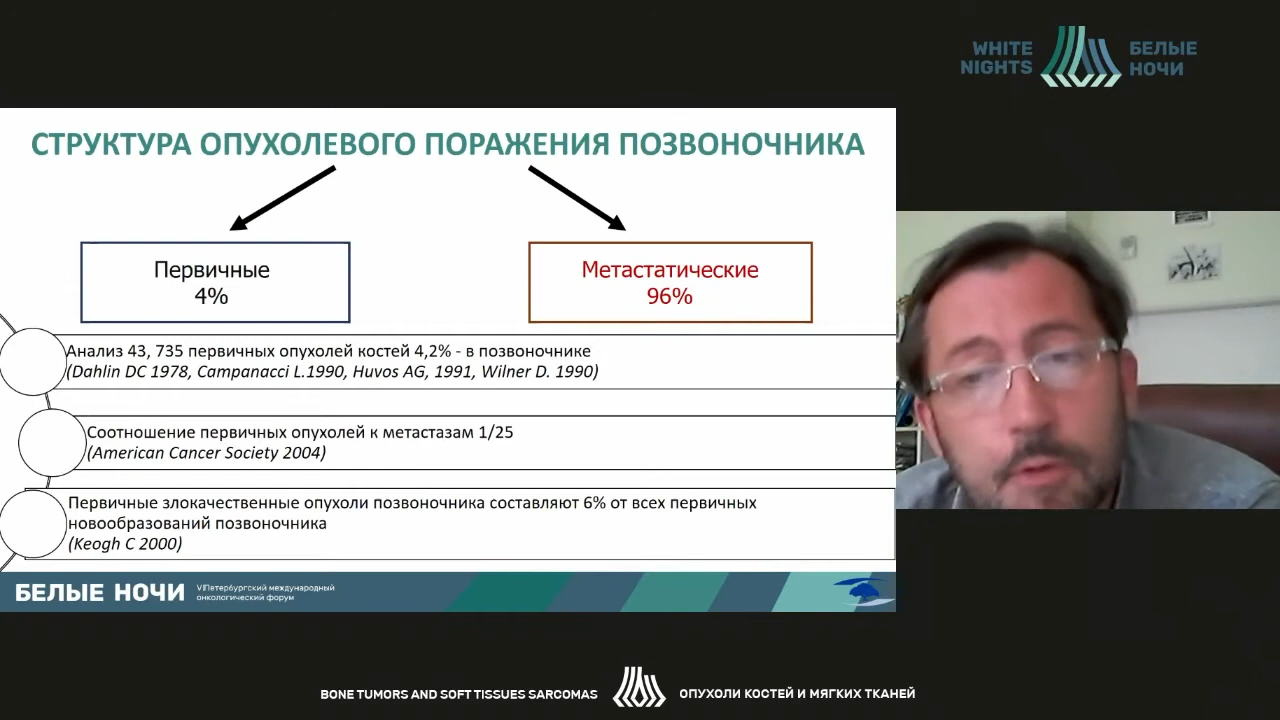 WHITE
NIGHTS
БЕЛЫЕ
НОЧИ
СТРУКТУРА ОПУХОЛЕВОГО ПОРАЖЕНИЯ ПОЗВОНОЧНИКА
Первичные
4%
Метастатические
96%
Анализ 43, 735 первичных опухолей костей 4,2% - в позвоночнике
(Dahlin DC 1978, Campanacci L.1990, Huvos AG, 1991, Wilner D. 1990)
Соотношение первичных опухолей к метастазам 1/25
(American Cancer Society 2004)
Первичные злокачественные опухоли позвоночника составляют 6% от всех первичных
новообразований позвоночника
(Keogh C 2000)
БЕЛЫЕ НОЧИ
VI Петербургский международный
онкологический форум
BONE TUMORS AND SOFT TISSUES SARCOMAS
ОПУХОЛИ КОСТЕЙ И МЯГКИХ ТКАНЕЙ